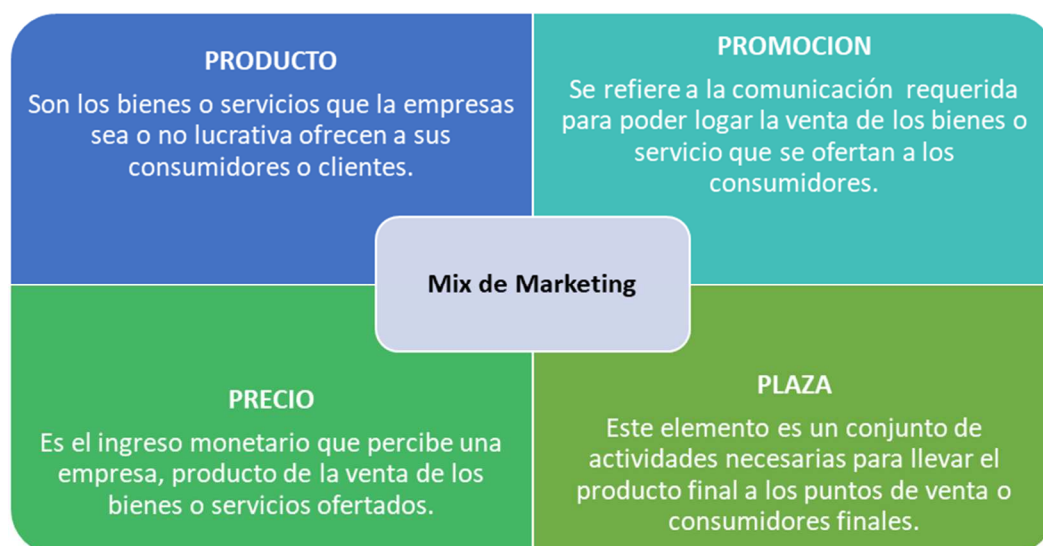 PRODUCTO
Son los bienes o servicios que la empresas
sea o no lucrativa ofrecen a sus
consumidores o clientes.
PROMOCION
Se refiere a la comunicación requerida
para poder logar la venta de los bienes o
servicio que se ofertan a los
consumidores.
Mix de Marketing
PRECIO
Es el ingreso monetario que percibe una
empresa, producto de la venta de los
bienes o servicios ofertados.
PLAZA
Este elemento es un conjunto de
actividades necesarias para llevar el
producto final a los puntos de venta o
consumidores finales.